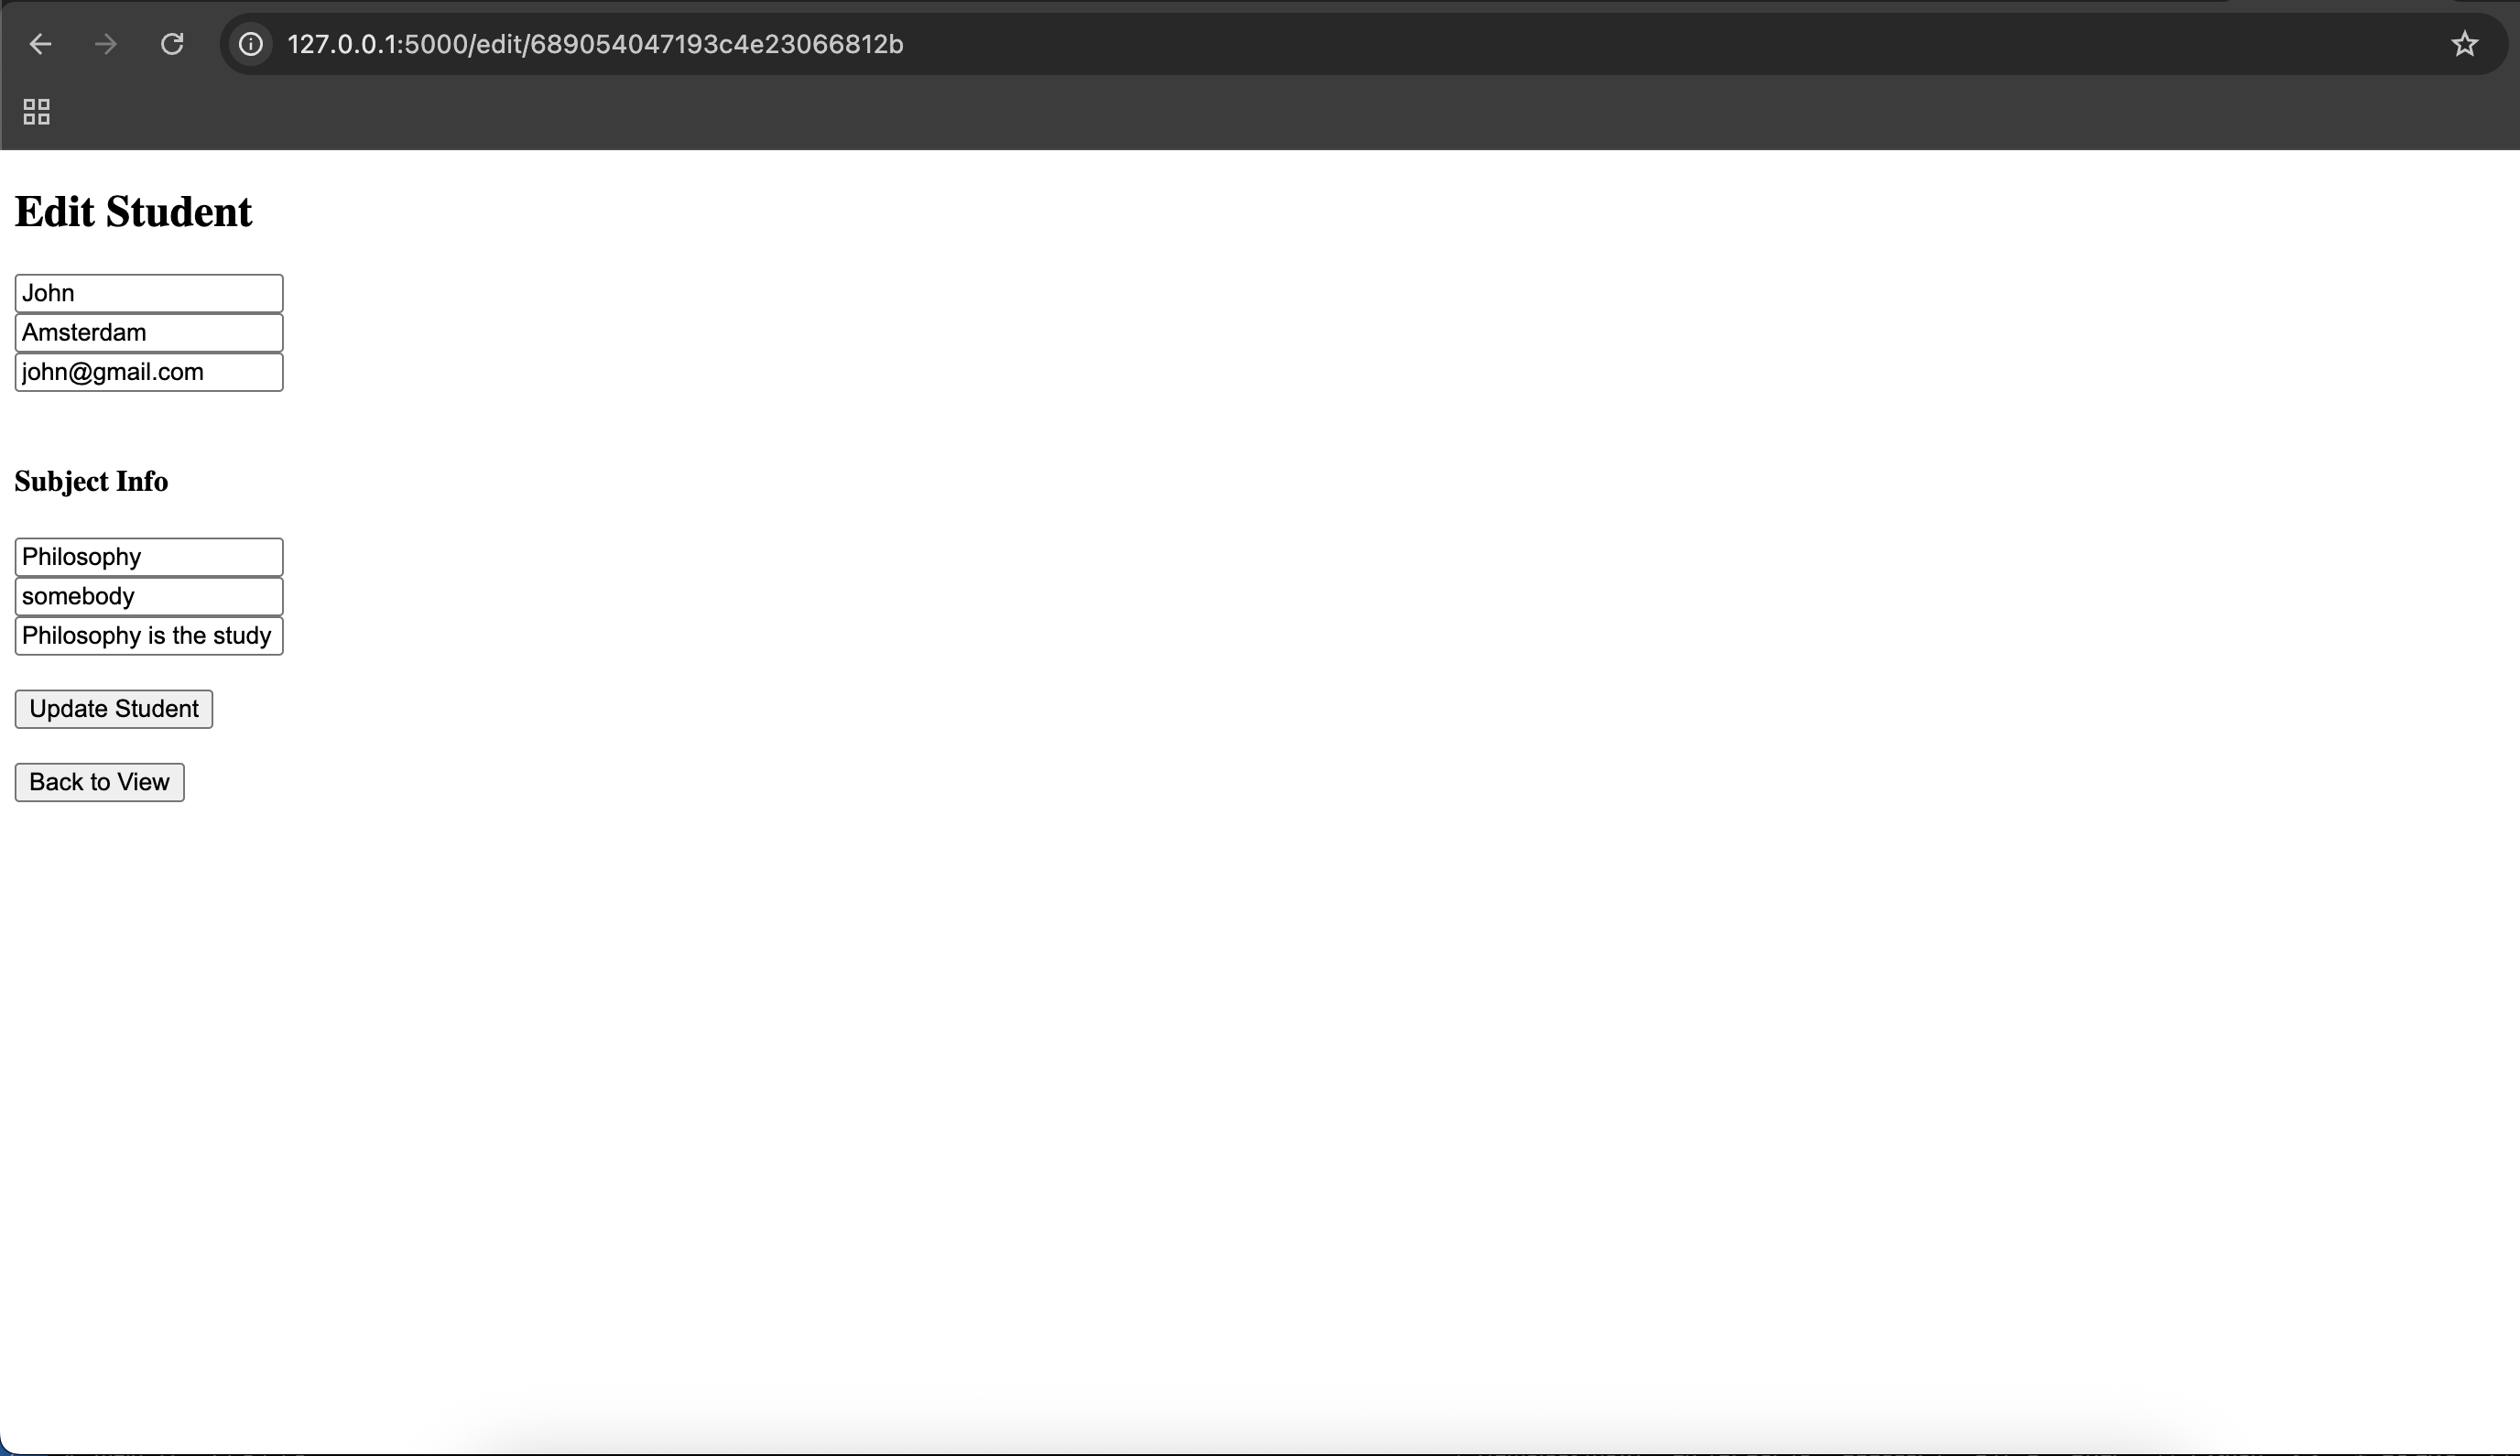 127.0.0.1:5000/edit/689054047193c4e23066812b
Edit Student
John
Amsterdam
john@gmail.com
Subject Info
Philosophy
somebody
Philosophy is the study
Update Student
Back to View